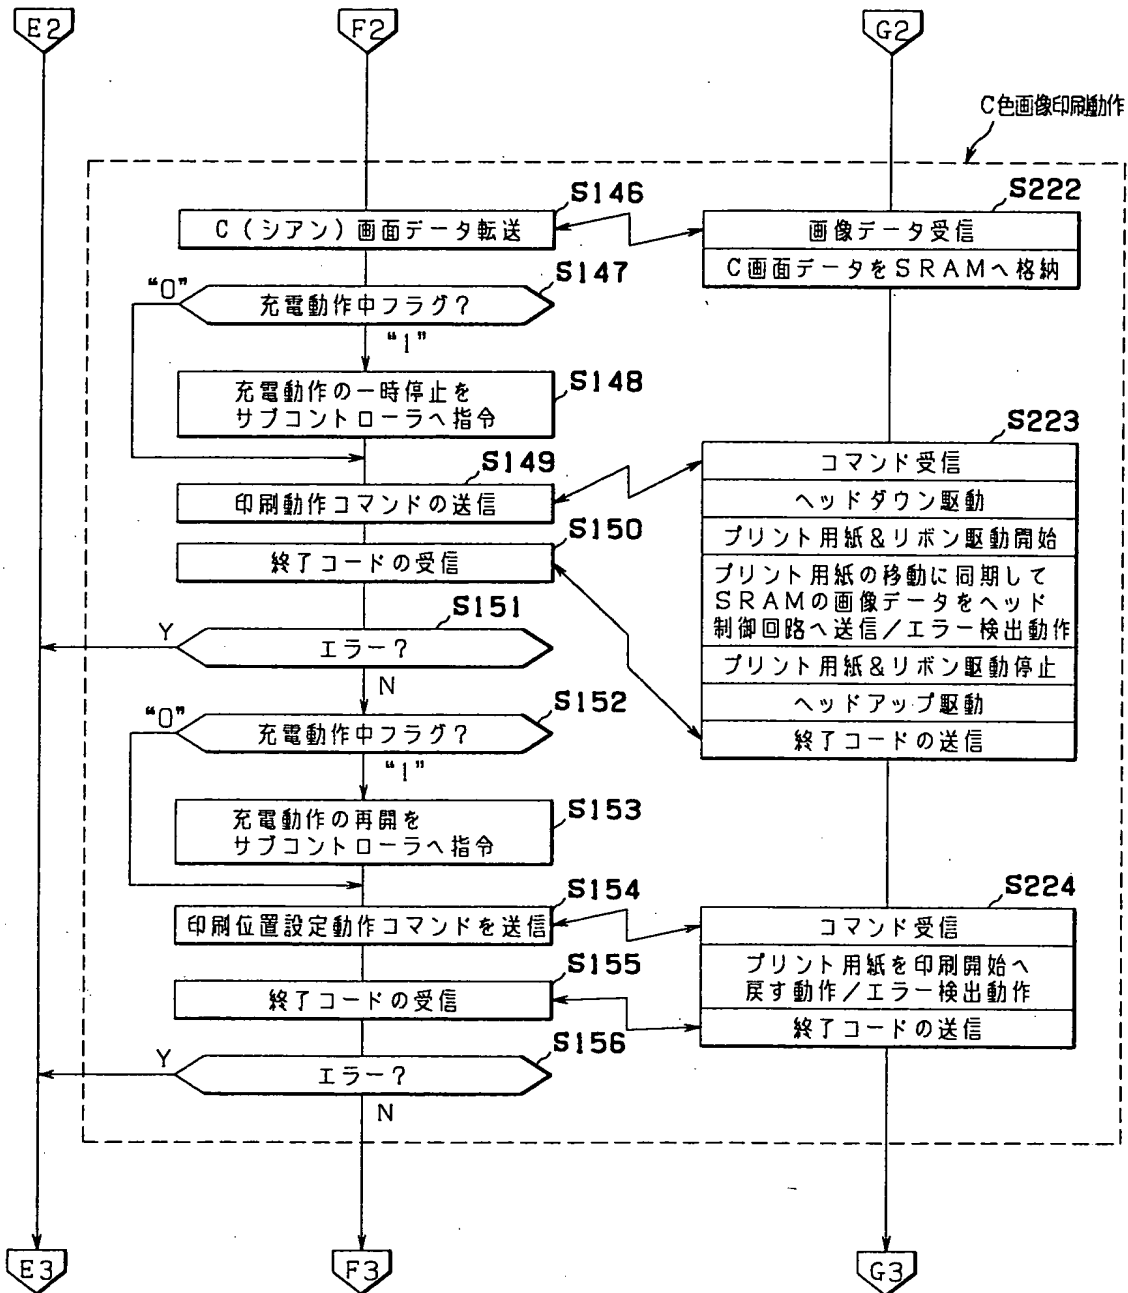 E2
F2
G2
C色画像印刷動作
S146
C(シアン)画面データ転送
S222
画像データ受信
C画面データをSRAMへ格納
S147
“0”
充電動作中フラグ?
“1”
S148
充電動作の一時停止を
サブコントローラへ指令
S223
コマンド受信
ヘッドダウン駆動
プリント用紙&リボン駆動開始
プリント用紙の移動に同期して
SRAMの画像データをヘッド
制御回路へ送信/エラー検出動作
プリント用紙&リボン駆動停止
ヘッドアップ駆動
終了コードの送信
S149
印刷動作コマンドの送信
S150
終了コードの受信
S151
Y
エラー?
N
S152
“0”
充電動作中フラグ?
“1”
S153
充電動作の再開を
サブコントローラへ指令
S154
印刷位置設定動作コマンドを送信
S224
コマンド受信
プリント用紙を印刷開始へ
戻す動作/エラー検出動作
終了コードの送信
S155
終了コードの受信
S156
Y
エラー?
N
E3
F3
G3